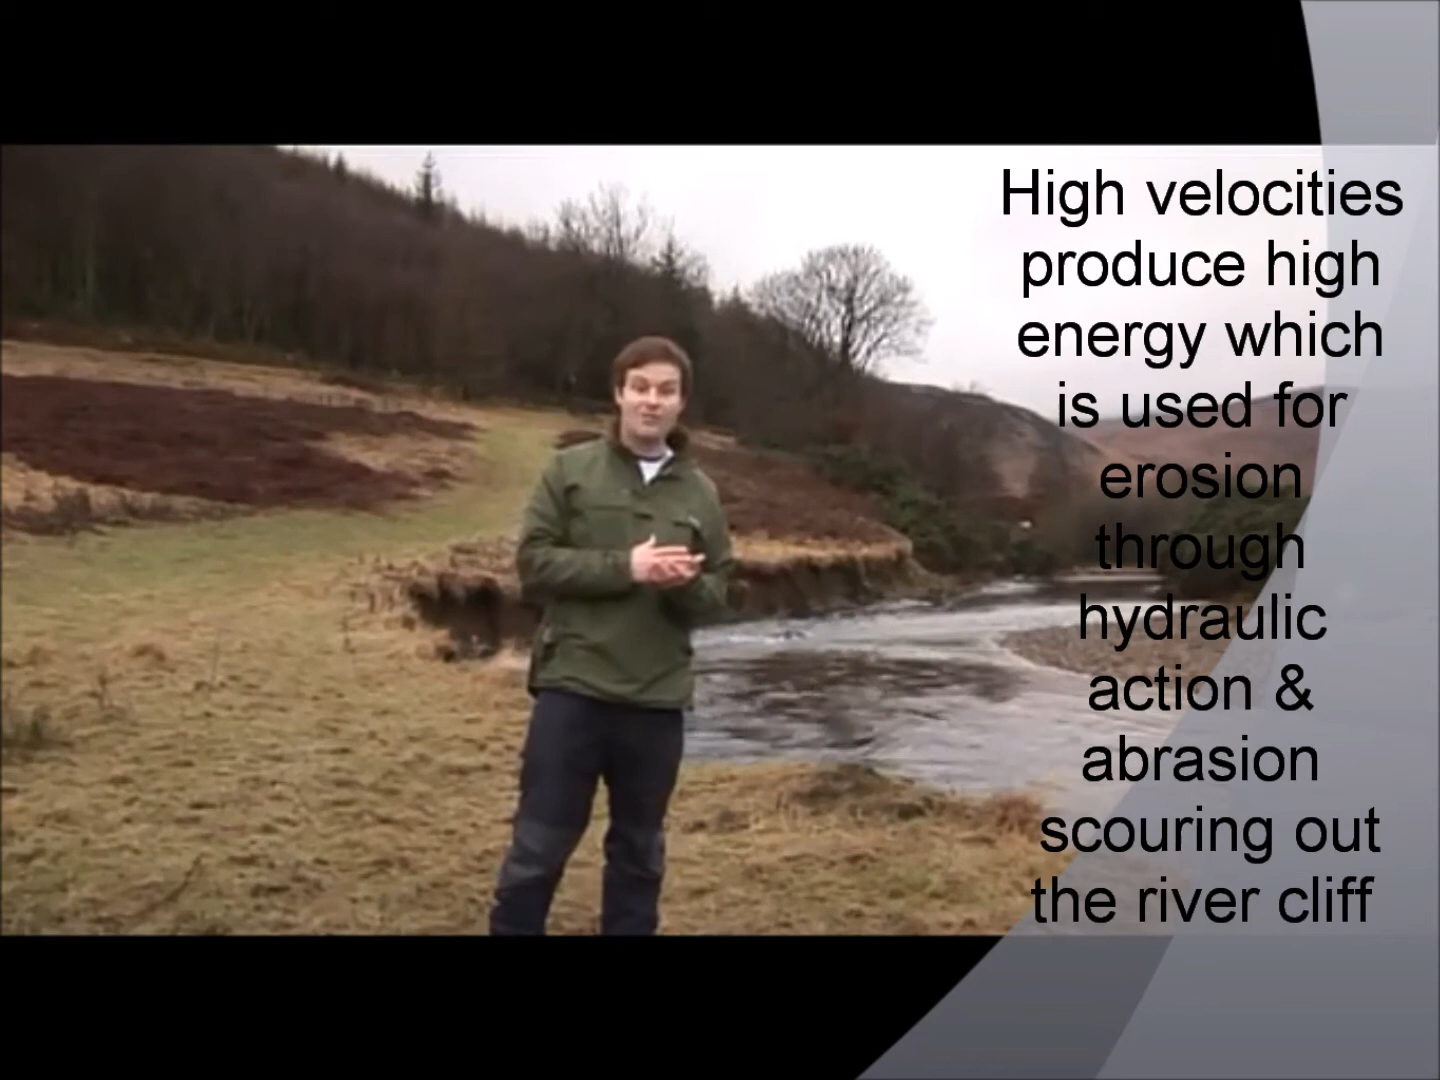 High velocities
produce high
energy which
is used for
erosion
through
hydraulic
action &
abrasion
scouring out
the river cliff